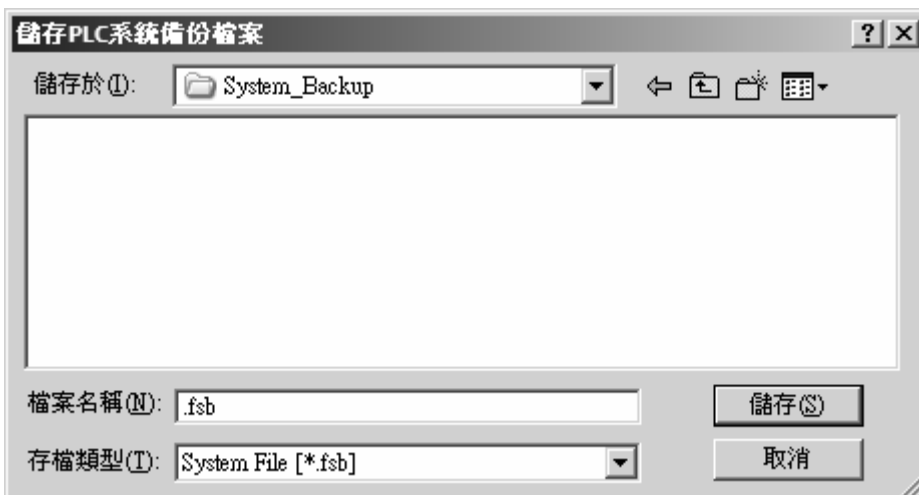 儲存PLC系統備份檔案
儲存於(I): System_Backup
檔案名稱(N): .fsb 儲存(S)
存檔類型(T): System File [*.fsb] 取消